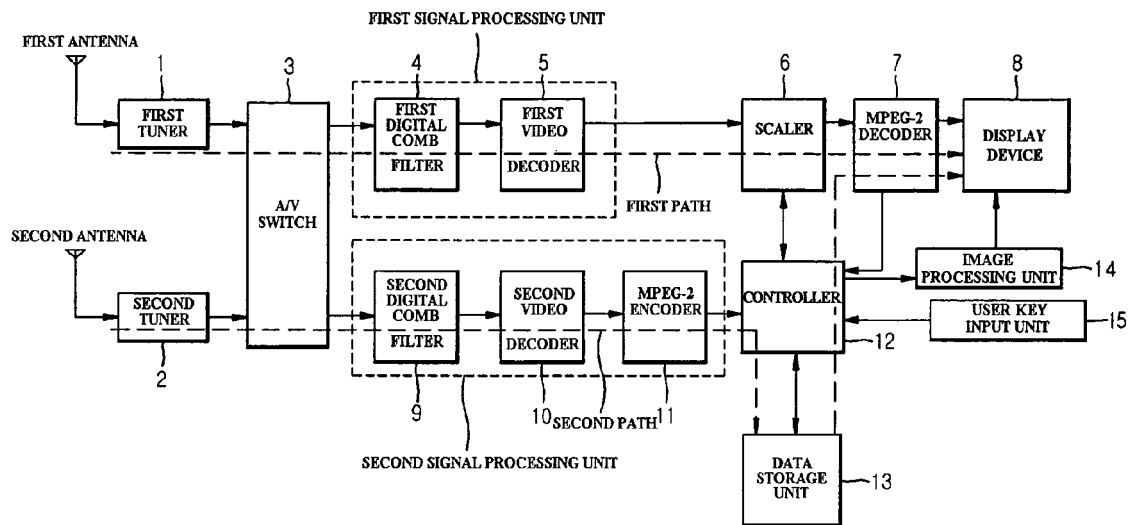 FIRST SIGNAL PROCESSING UNIT
FIRST ANTENNA
1
3
4
5
6
7
8
FIRST
TUNER
FIRST
DIGITAL
COMB
FILTER
FIRST
VIDEO
DECODER
SCALER
MPEG-2
DECODER
DISPLAY
DEVICE
FIRST PATH
A/V
SWITCH
SECOND ANTENNA
SECOND
TUNER
2
SECOND
DIGITAL
COMB
FILTER
SECOND
VIDEO
DECODER
MPEG-2
ENCODER
CONTROLLER
IMAGE
PROCESSING UNIT
14
USER KEY
INPUT UNIT
15
12
9
10
SECOND PATH
11
SECOND SIGNAL PROCESSING UNIT
DATA
STORAGE
UNIT
13